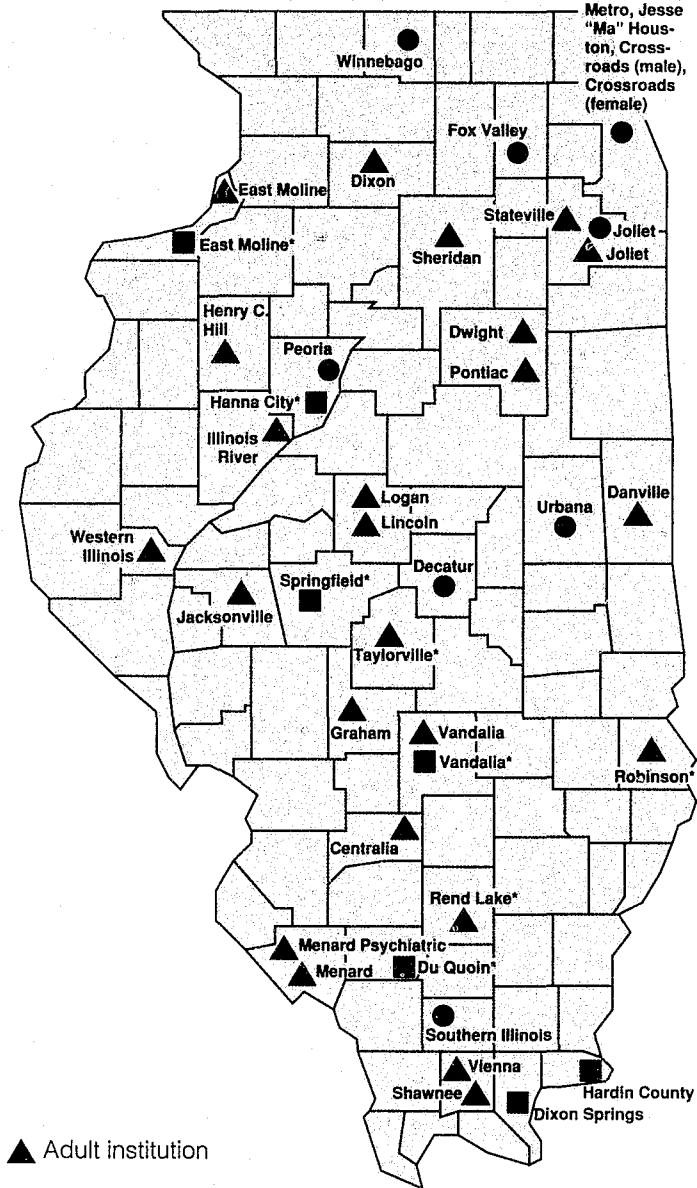 Metro, Jesse
“Ma” Hous-
ton, Cross-
roads (male),
Crossroads
(female)
Winnebago
Fox Valley
Dixon
East Moline
East Moline*
Stateville
Joliet
Joliet
Sheridan
Henry C.
Hill
Peoria
Dwight
Pontiac
Hanna City*
Illinois
River
Logan
Lincoln
Urbana
Danville
Western
Illinois
Springfield*
Decatur
Jacksonville
Taylorville*
Graham
Vandalia
Vandalia*
Robinson*
Centralia
Rend Lake*
Menard Psychiatric
Menard
Du Quoin*
Southern Illinois
Vienna
Shawnee
Hardin County
Dixon Springs
Adult institution